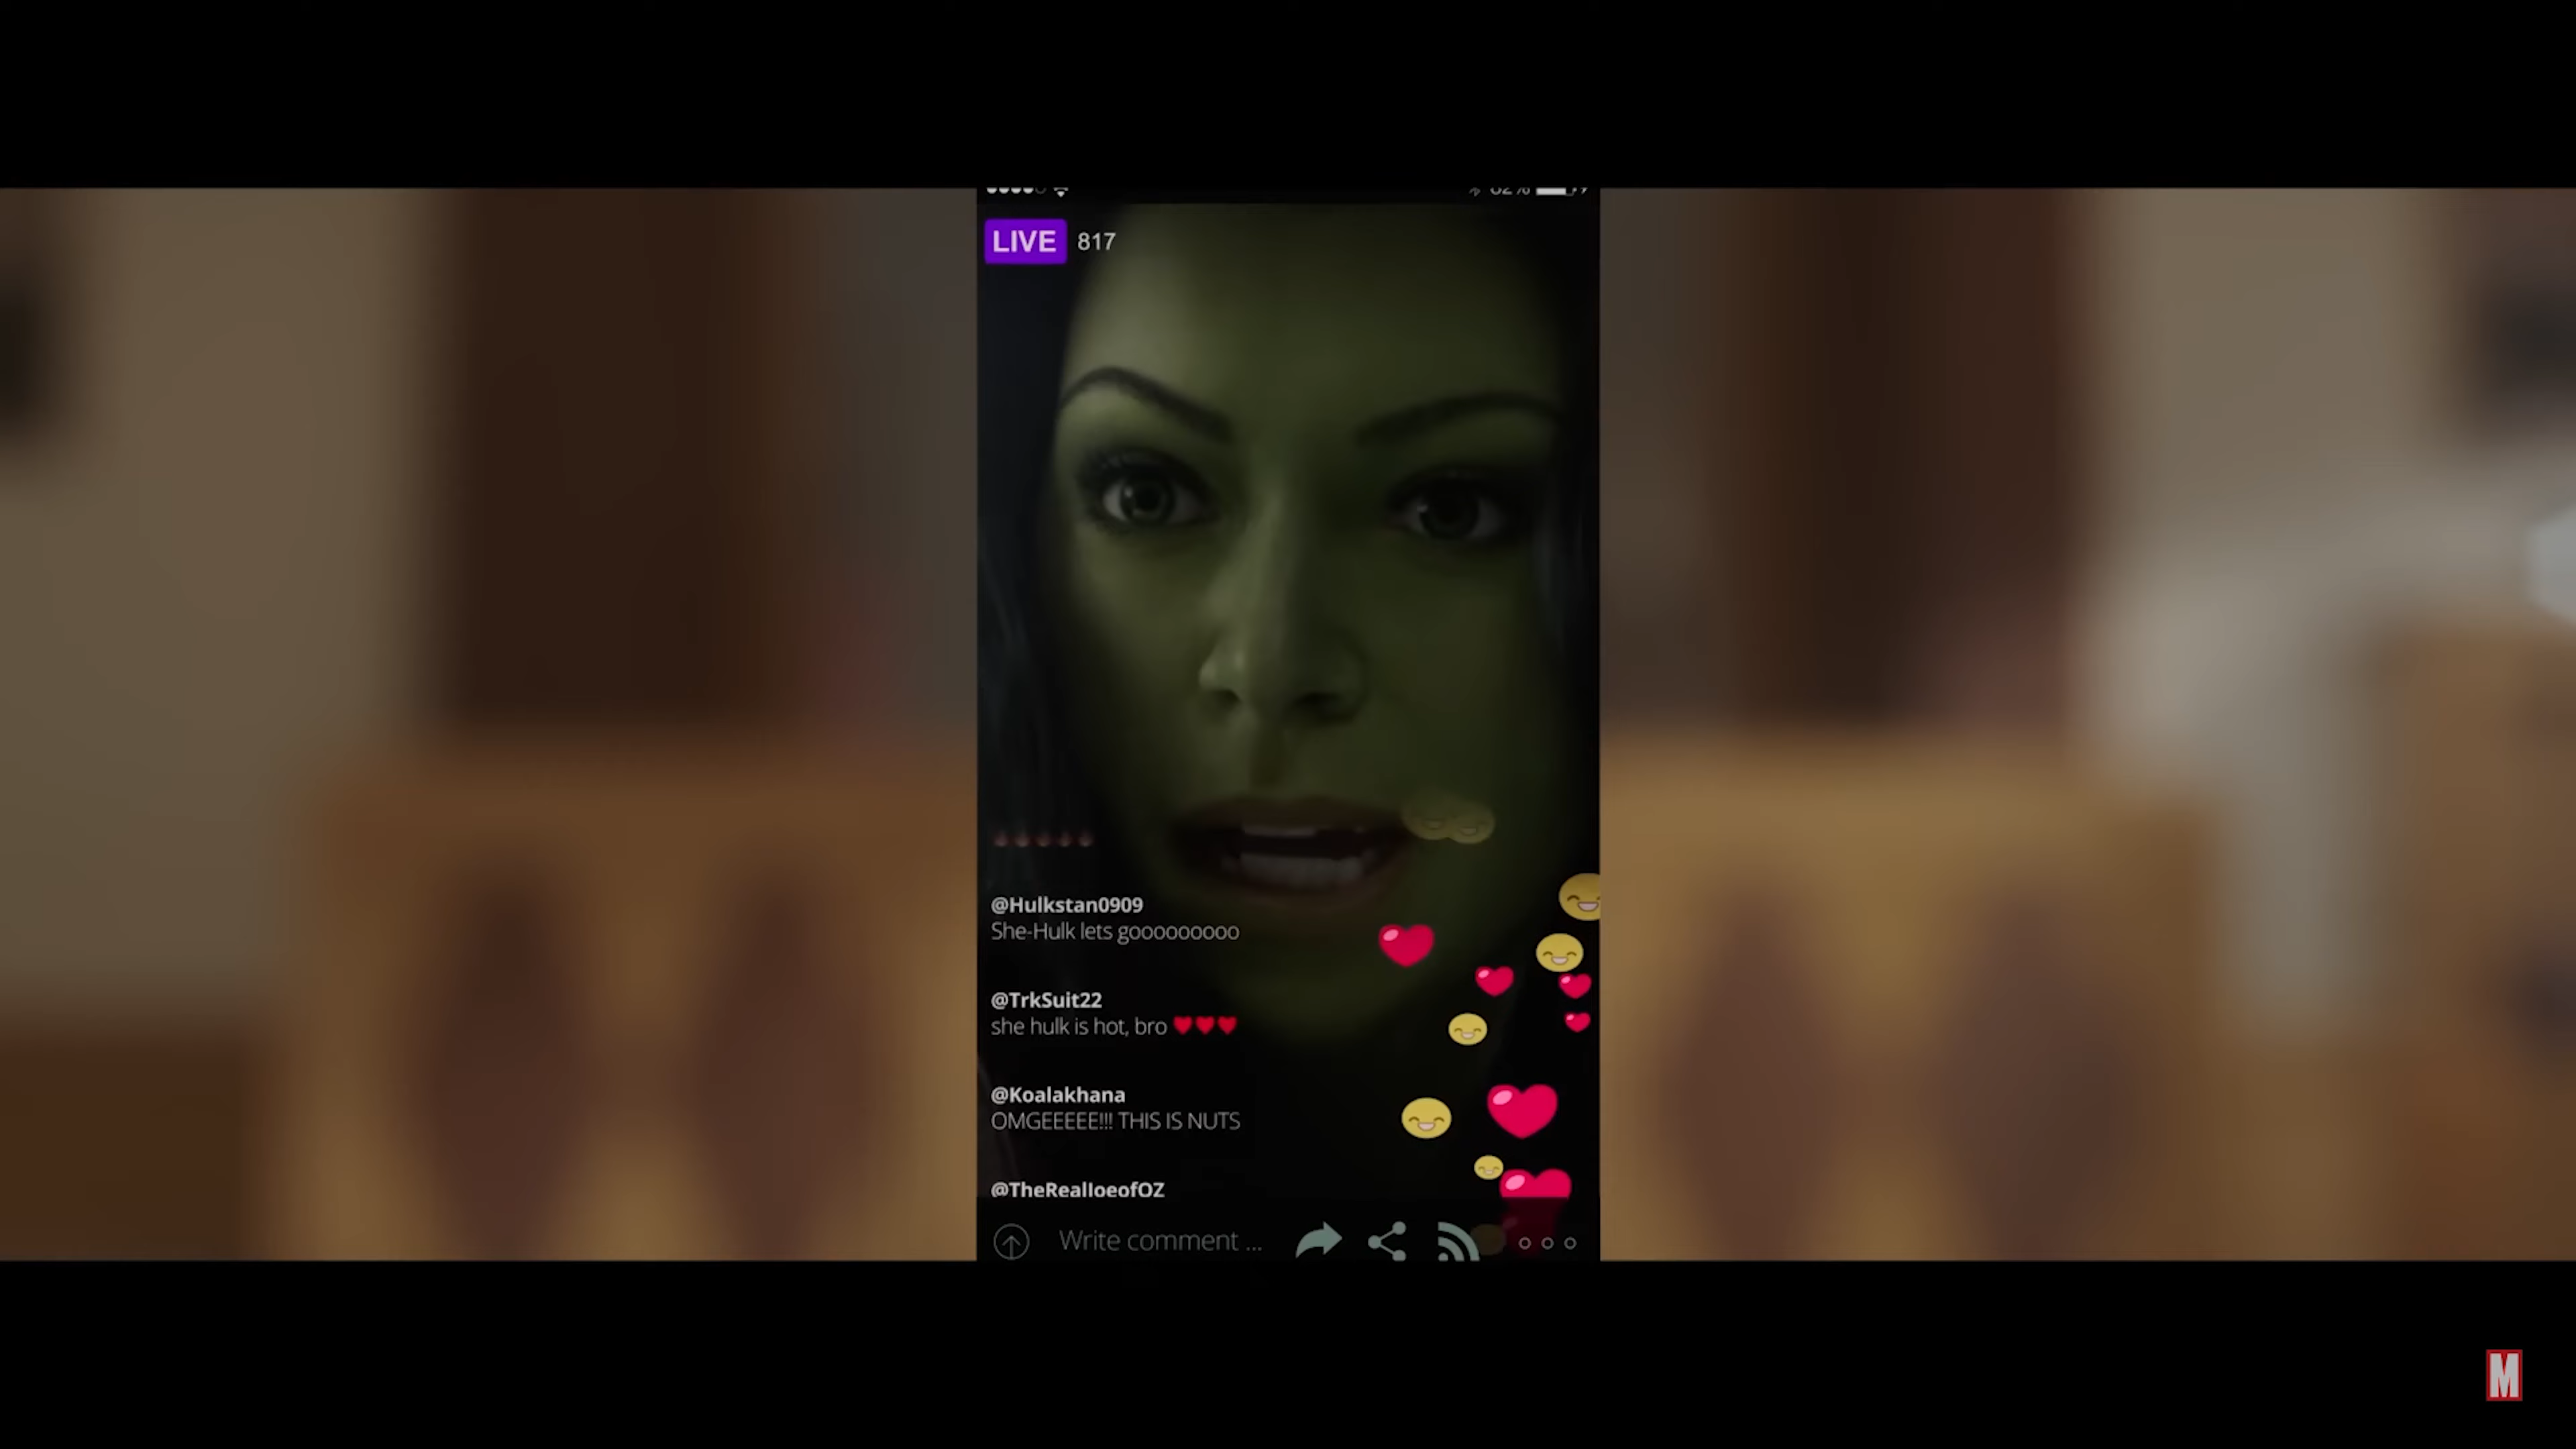 LIVE 817
@Hulkstan0909
She-Hulk lets gooooooooo
@TrkSuit22
she hulk is hot, bro ♥♥♥
@Koalakhana
OMGEEEEE!!! THIS IS NUTS
@TheRealJoeofOZ
Write comment ...
M